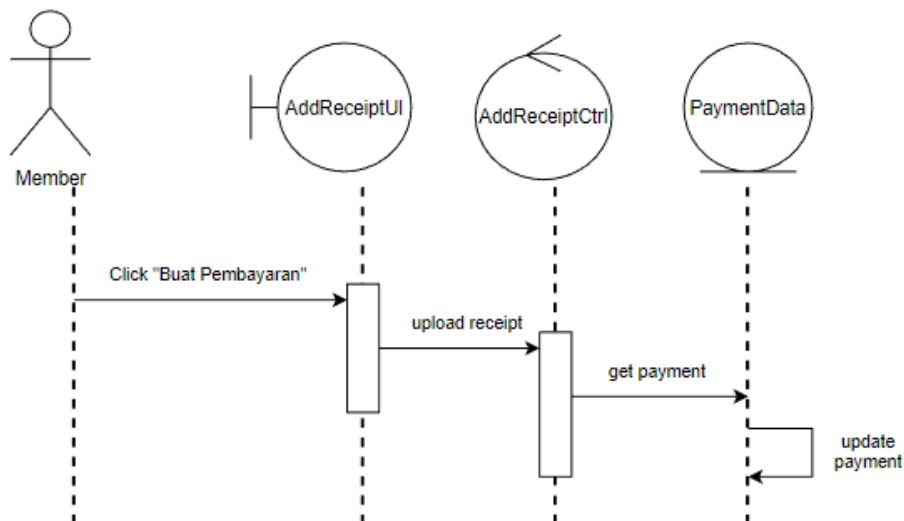 AddReceiptUI
AddReceiptCtrl
PaymentData
Member
Click "Buat Pembayaran"
upload receipt
get payment
update
payment